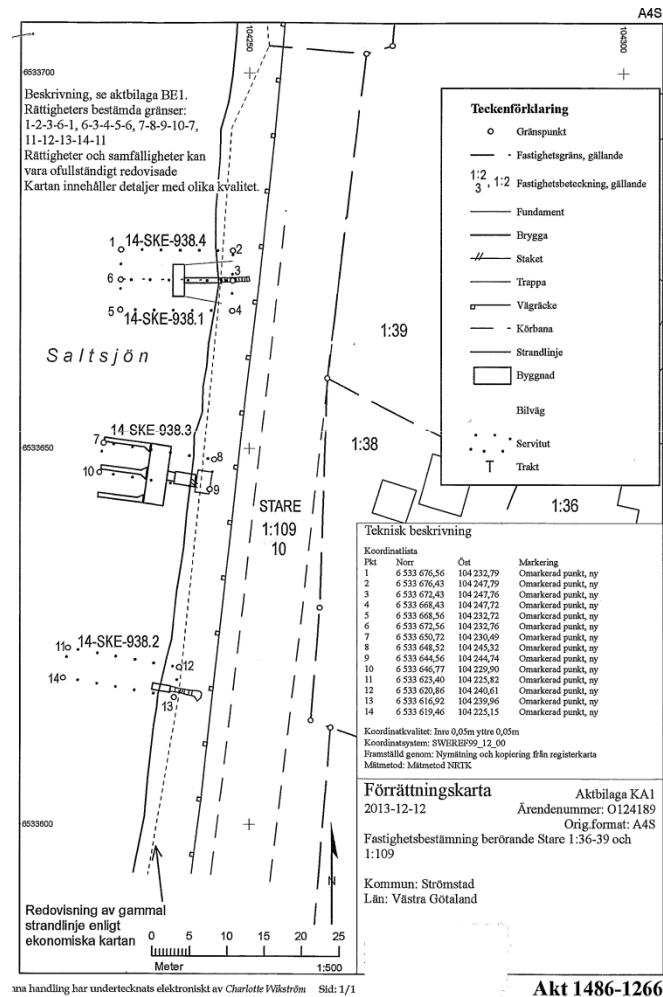 A4S
104250
104300
6533700
Beskrivning, se aktbilaga BE1.
Rättigheters bestämda gränser:
1-2-3-6-1, 6-3-4-5-6, 7-8-9-10-7,
11-12-13-14-11
Rättigheter och samfälligheter kan
vara ofullständigt redovisade
Kartan innehåller detaljer med olika kvalitet.
Teckenförklaring
Gränspunkt
Fastighetsgräns, gällande
1:2
3 , 1:2 Fastighetsbeteckning, gällande
Fundament
Brygga
Staket
Trappa
Vägräcke
Körbana
Strandlinje
Byggnad
Bilväg
Servitut
T Trakt
1 14-SKE-938.4 2
6 3
5 14-SKE-938.1 4
Saltsjön
1:39
14-SKE-938.3
7 8
6533650
10 9
1:38
STARE
1:109
10
1:36
14-SKE-938.2
11 12
14 13
6533600
Teknisk beskrivning
Koordinatlista
Pkt Norr Öst Markering
1 6 533 676,56 104 232,79 Omarkerad punkt, ny
2 6 533 676,43 104 247,79 Omarkerad punkt, ny
3 6 533 672,43 104 247,76 Omarkerad punkt, ny
4 6 533 668,43 104 247,72 Omarkerad punkt, ny
5 6 533 668,56 104 232,72 Omarkerad punkt, ny
6 6 533 672,56 104 232,76 Omarkerad punkt, ny
7 6 533 650,72 104 230,49 Omarkerad punkt, ny
8 6 533 648,52 104 245,32 Omarkerad punkt, ny
9 6 533 644,56 104 244,74 Omarkerad punkt, ny
10 6 533 646,77 104 229,90 Omarkerad punkt, ny
11 6 533 623,40 104 225,82 Omarkerad punkt, ny
12 6 533 620,86 104 240,61 Omarkerad punkt, ny
13 6 533 616,92 104 239,96 Omarkerad punkt, ny
14 6 533 619,46 104 225,15 Omarkerad punkt, ny
Koordinatkvalitet: Inre 0,05m yttre 0,05m
Koordinatsystem: SWEREF99_12_00
Framställd genom: Nymätning och kopiering från registerkarta
Mätmetod: Mätmetod NRTK
Förrättningskarta Aktbilaga KA1
2013-12-12 Ärendenummer: O124189
Orig.format: A4S
Fastighetsbestämning berörande Stare 1:36-39 och
1:109
Kommun: Strömstad
Län: Västra Götaland
N
Redovisning av gammal
strandlinje enligt
ekonomiska kartan
0 5 10 15 20 25
Meter 1:500
na handling har undertecknats elektroniskt av Charlotte Wikström Sid: 1/1
Akt 1486-1266